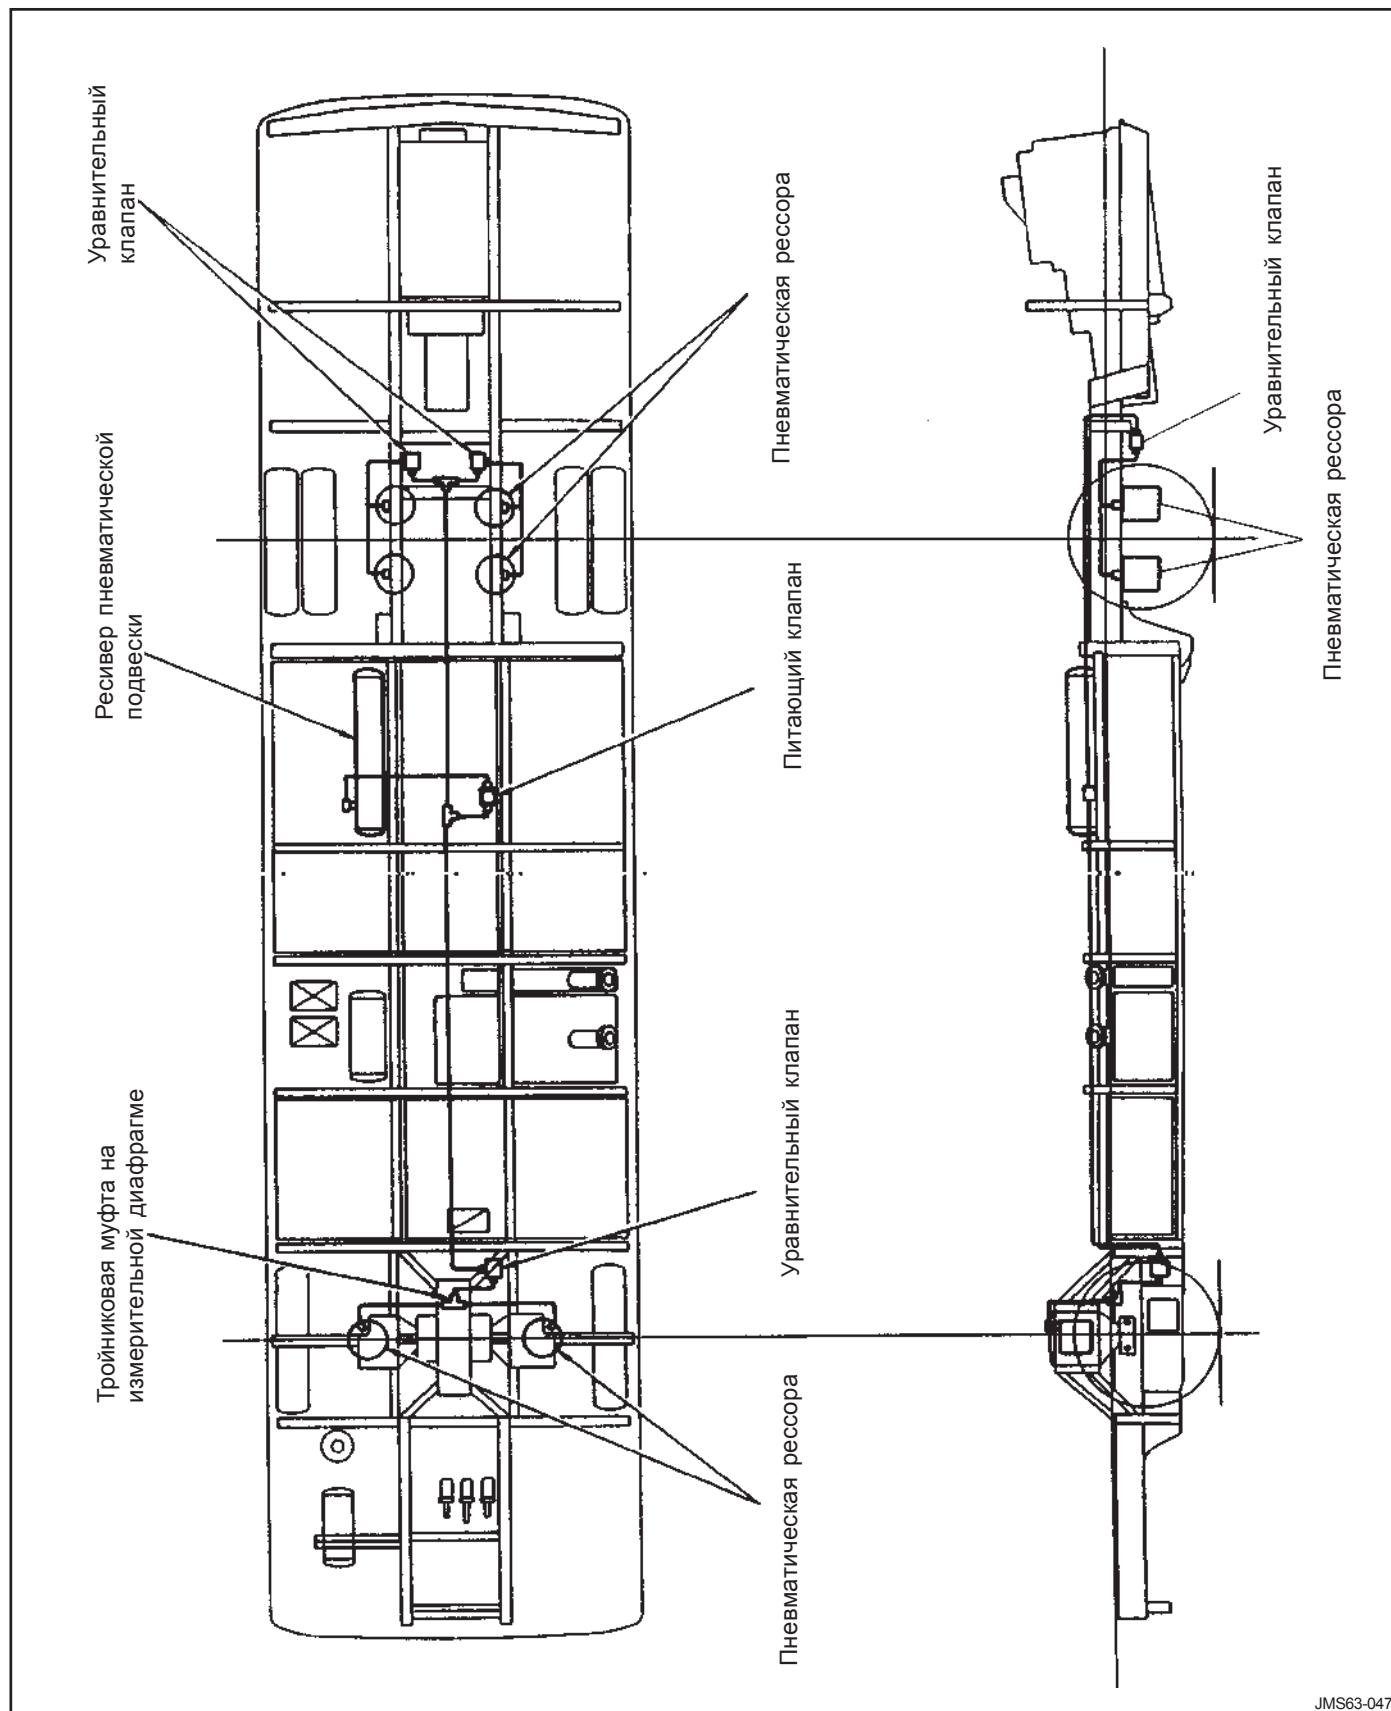 Уравнительный
клапан
Пневматическая рессора
Уравнительный клапан
Пневматическая рессора
Ресивер пневматической
подвески
Питающий клапан
Тройниковая муфта на
измерительной диафрагме
Уравнительный клапан
Пневматическая рессора
JMS63-047